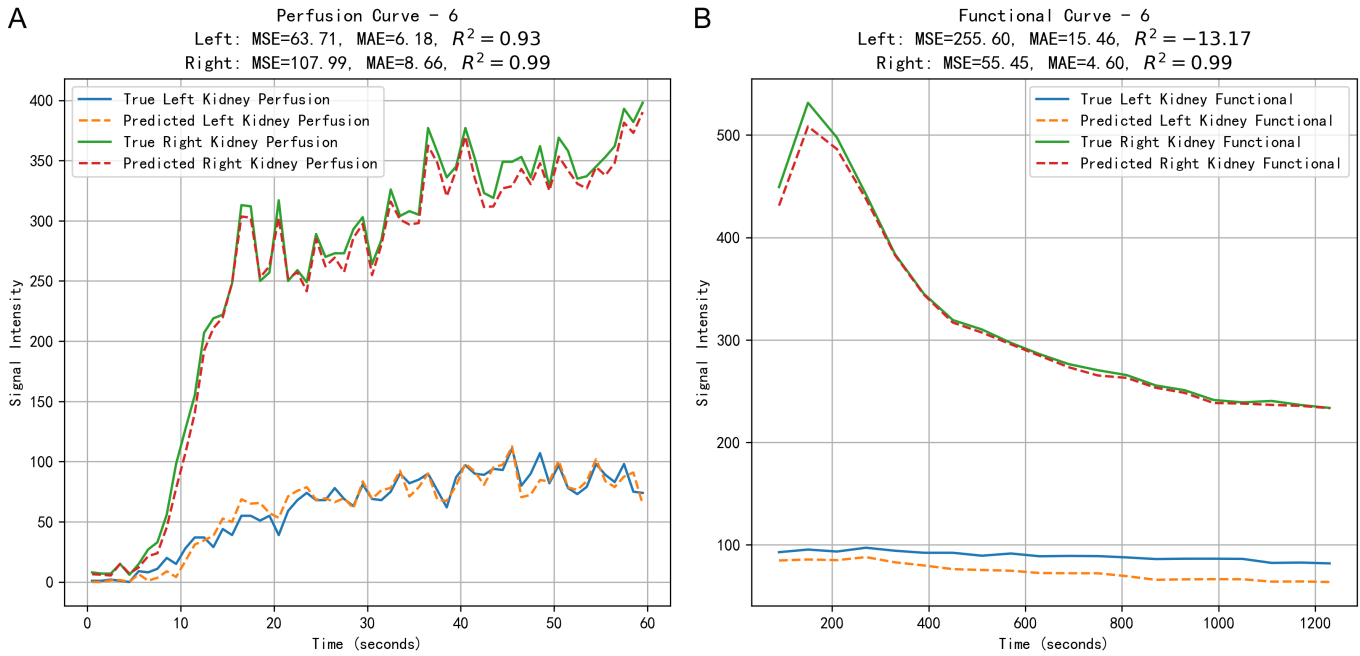 A
Perfusion Curve - 6
Left: MSE=63.71, MAE=6.18, R² = 0.93
Right: MSE=107.99, MAE=8.66, R² = 0.99
True Left Kidney Perfusion
Predicted Left Kidney Perfusion
True Right Kidney Perfusion
Predicted Right Kidney Perfusion
400
350
300
250
200
150
100
50
0
Signal Intensity
0 10 20 30 40 50 60
Time (seconds)
B
Functional Curve - 6
Left: MSE=255.60, MAE=15.46, R² = −13.17
Right: MSE=55.45, MAE=4.60, R² = 0.99
True Left Kidney Functional
Predicted Left Kidney Functional
True Right Kidney Functional
Predicted Right Kidney Functional
500
400
300
200
100
Signal Intensity
200 400 600 800 1000 1200
Time (seconds)